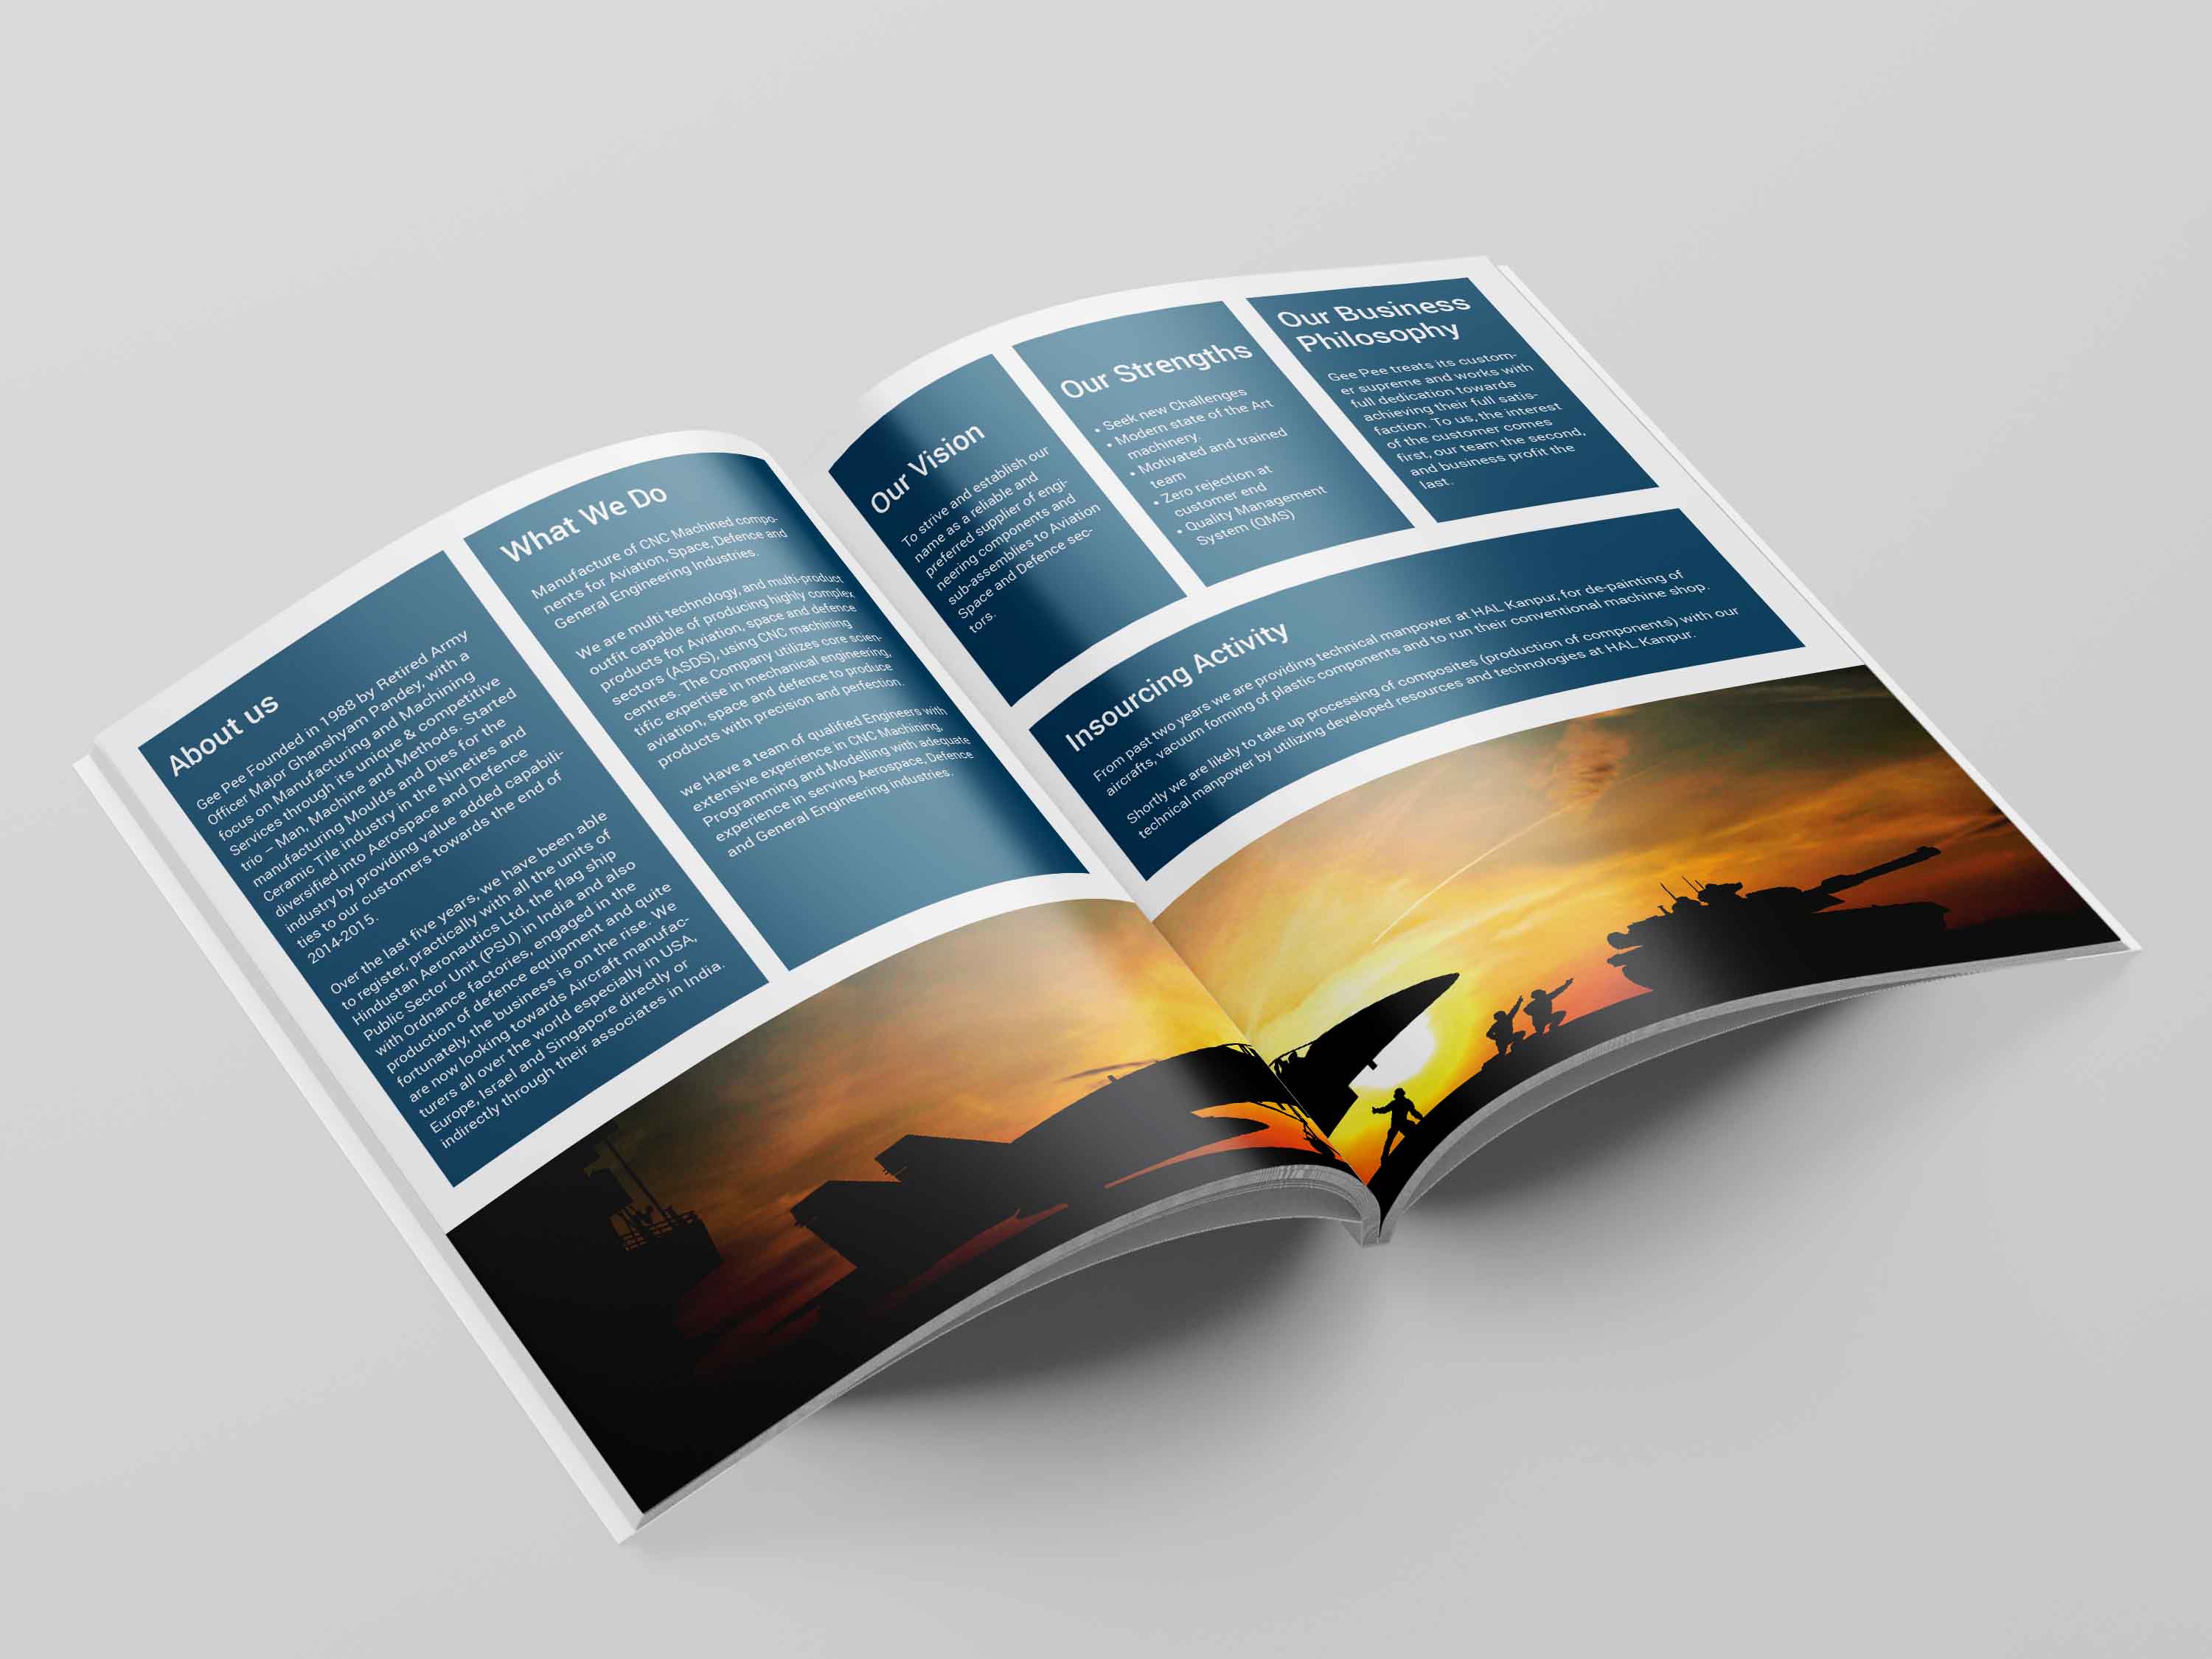 About us
Gee Pee Founded in 1988 by Retired Army
Officer Major Ghanshyam Pandey, with a
focus on Manufacturing and Machining
Services through its unique & competitive
trio – Man, Machine and Methods. Started
manufacturing Moulds and Dies for the
Ceramic Tile industry in the Nineties and
diversified into Aerospace and Defence
industry by providing value added capabili-
ties to our customers towards the end of
2014-2015.
Over the last five years, we have been able
to register, practically with all the units of
Hindustan Aeronautics Ltd, the flag ship
Public Sector Unit (PSU) in India and also
with Ordnance factories, engaged in the
production of defence equipment and quite
fortunately, the business is on the rise. We
are now looking towards Aircraft manufac-
turers all over the world especially in USA,
Europe, Israel and Singapore directly or
indirectly through their associates in India.
What We Do
Manufacture of CNC Machined compo-
nents for Aviation, Space, Defence and
General Engineering Industries.
We are multi technology, and multi-product
outfit capable of producing highly complex
products for Aviation, space and defence
sectors (ASDS), using CNC machining
centres. The Company utilizes core scien-
tific expertise in mechanical engineering,
aviation, space and defence to produce
products with precision and perfection.
we Have a team of qualified Engineers with
extensive experience in CNC Machining,
Programming and Modelling with adequate
experience in serving Aerospace, Defence
and General Engineering Industries.
Our Vision
To strive and establish our
name as a reliable and
preferred supplier of engi-
neering components and
sub-assemblies to Aviation
Space and Defence sec-
tors.
Our Strengths
• Seek new Challenges
• Modern state of the Art
machinery.
• Motivated and trained
team
• Zero rejection at
customer end
• Quality Management
System (QMS)
Our Business
Philosophy
Gee Pee treats its custom-
er supreme and works with
full dedication towards
achieving their full satis-
faction. To us, the interest
of the customer comes
first, our team the second,
and business profit the
last.
Insourcing Activity
From past two years we are providing technical manpower at HAL Kanpur, for de-painting of
aircrafts, vacuum forming of plastic components and to run their conventional machine shop.
Shortly we are likely to take up processing of composites (production of components) with our
technical manpower by utilizing developed resources and technologies at HAL Kanpur.